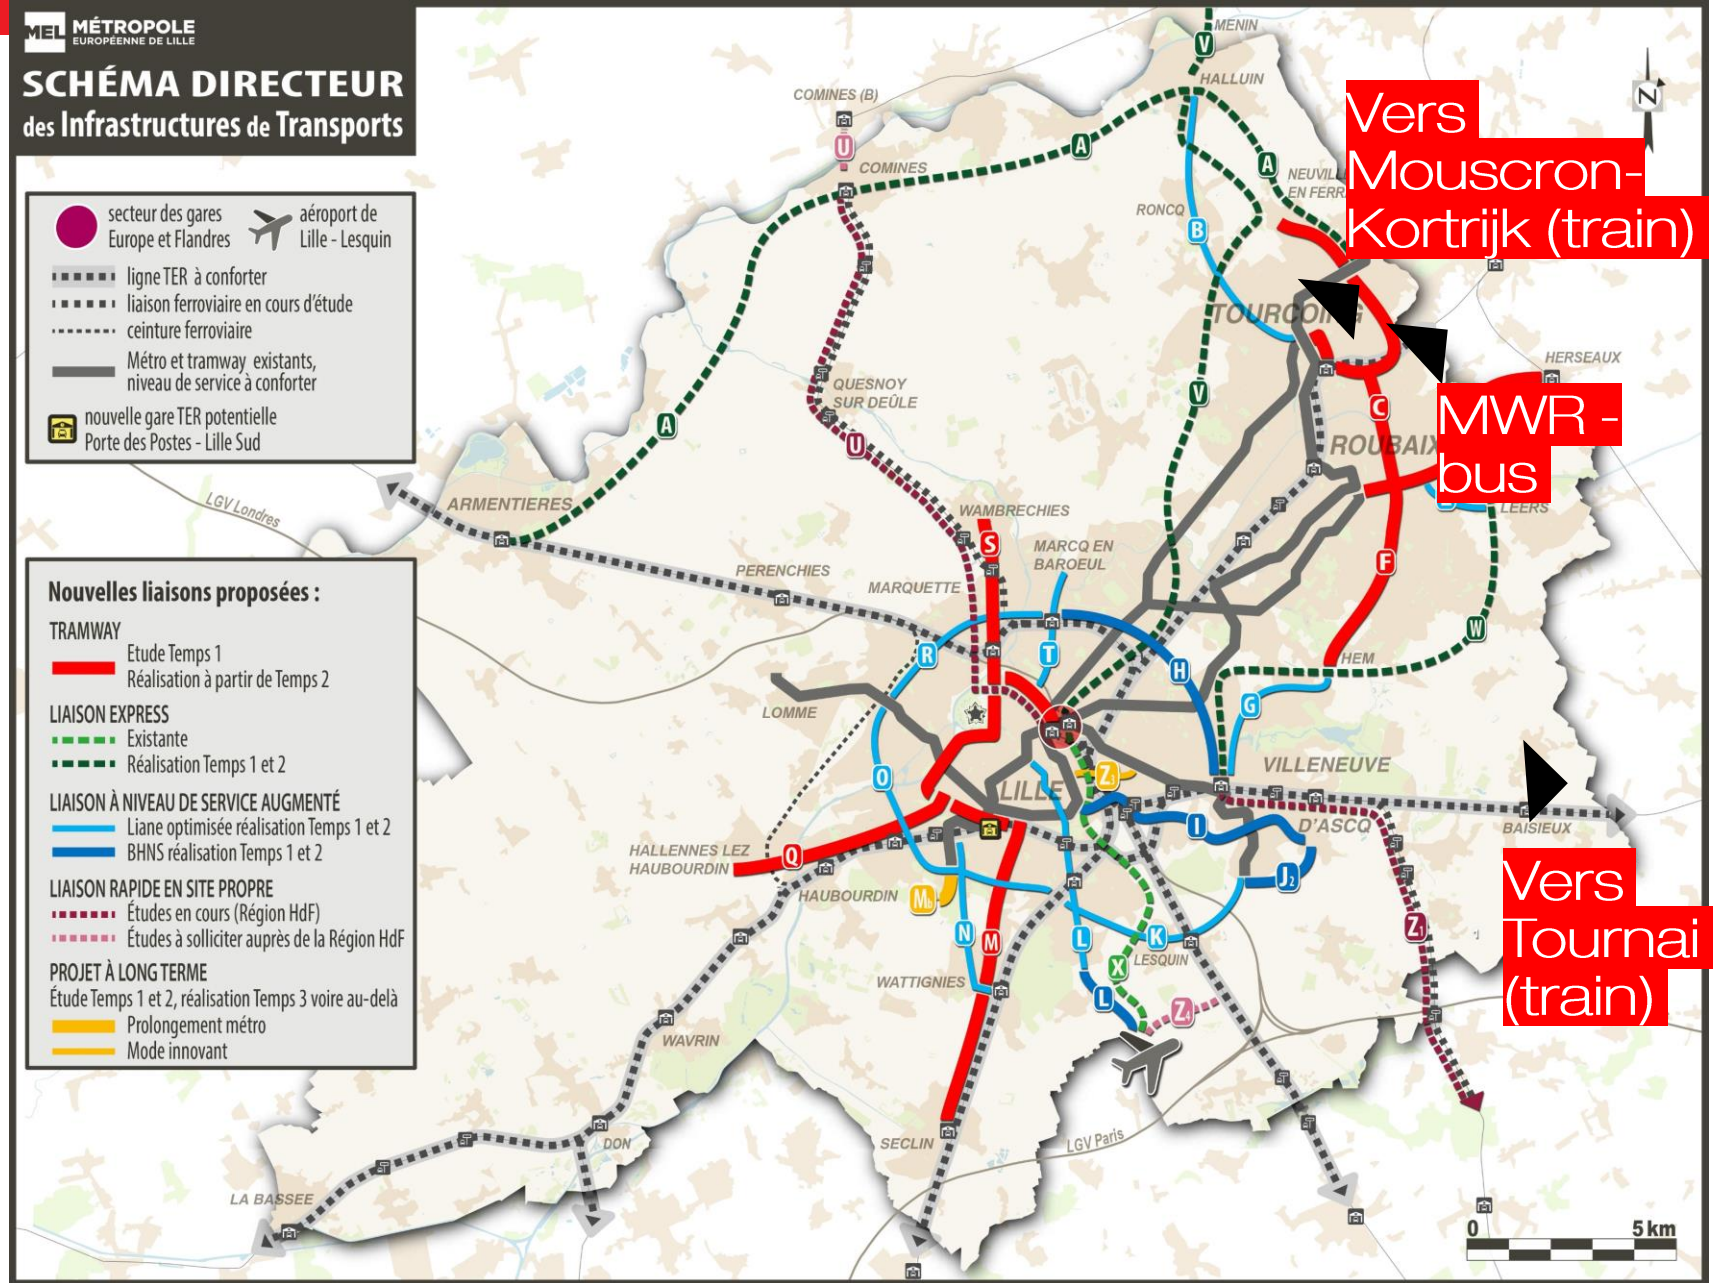 MEL MÉTROPOLE
EUROPÉENNE DE LILLE
SCHÉMA DIRECTEUR
des Infrastructures de Transports
secteur des gares
Europe et Flandres
aéroport de
Lille - Lesquin
ligne TER à conforter
liaison ferroviaire en cours d'étude
ceinture ferroviaire
Métro et tramway existants,
niveau de service à conforter
nouvelle gare TER potentielle
Porte des Postes - Lille Sud
Nouvelles liaisons proposées :
TRAMWAY
Etude Temps 1
Réalisation à partir de Temps 2
LIAISON EXPRESS
Existante
Réalisation Temps 1 et 2
LIAISON À NIVEAU DE SERVICE AUGMENTÉ
Liane optimisée réalisation Temps 1 et 2
BHNS réalisation Temps 1 et 2
LIAISON RAPIDE EN SITE PROPRE
Études en cours (Région HdF)
Études à solliciter auprès de la Région HdF
PROJET À LONG TERME
Étude Temps 1 et 2, réalisation Temps 3 voire au-delà
Prolongement métro
Mode innovant
MENIN
V
HALLUIN
COMINES (B)
U
COMINES
A
A
NEUVILLE
EN FERR
Vers
Mouscron-
Kortrijk (train)
N
RONCQ
B
TOURCOING
HERSEAUX
QUESNOY
SUR DEÛLE
A
V
C
U
ROUBAIX
MWR -
bus
LEERS
LGV Londres
ARMENTIERES
WAMBRECHIES
S
MARCQ EN
BAROEUL
F
PERENCHIES
MARQUETTE
W
R
T
H
HEM
G
LOMME
O
Z3
LILLE
VILLENEUVE
D'ASCQ
I
BAISIEUX
HALLENNES LEZ
HAUBOURDIN
Q
J2
HAUBOURDIN
Mb
N
M
L
K
Z1
Vers
Tournai
(train)
LESQUIN
X
WATTIGNIES
L
Z4
WAVRIN
SECLIN
LGV Paris
DON
LA BASSEE
0
5 km